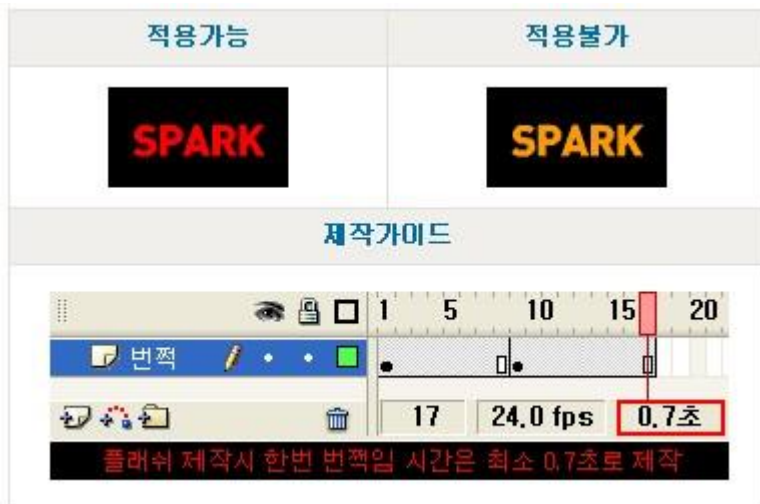 적용가능 적용불가
SPARK SPARK
제작가이드
1 5 10 15 20
번쩍
17 24.0 fps 0.7초
플래쉬 제작시 한번 번쩍임 시간은 최소 0.7초로 제작